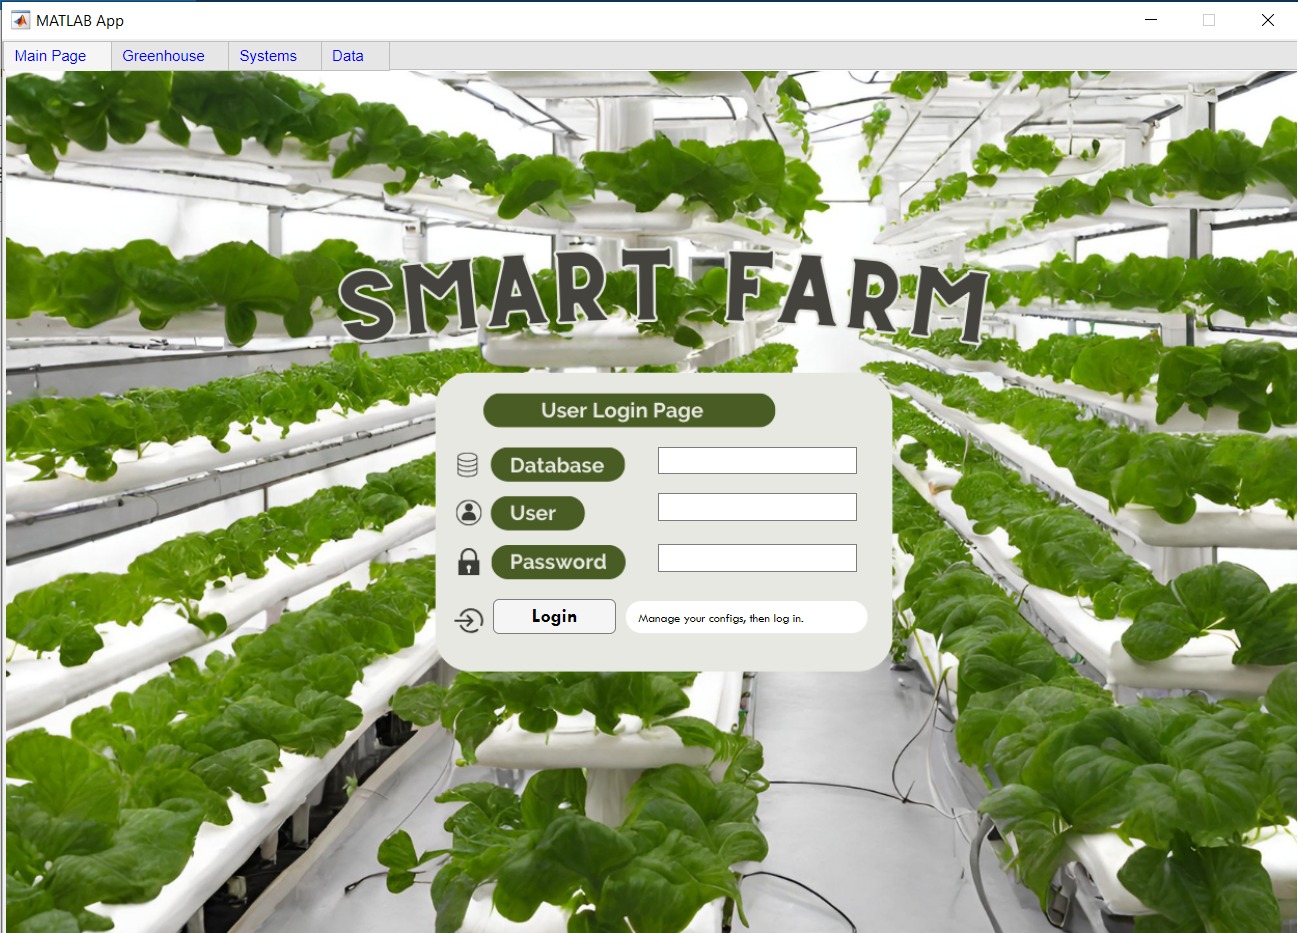 MATLAB App
Main Page Greenhouse Systems Data
SMART FARM
User Login Page
Database
User
Password
Login Manage your configs, then log in.